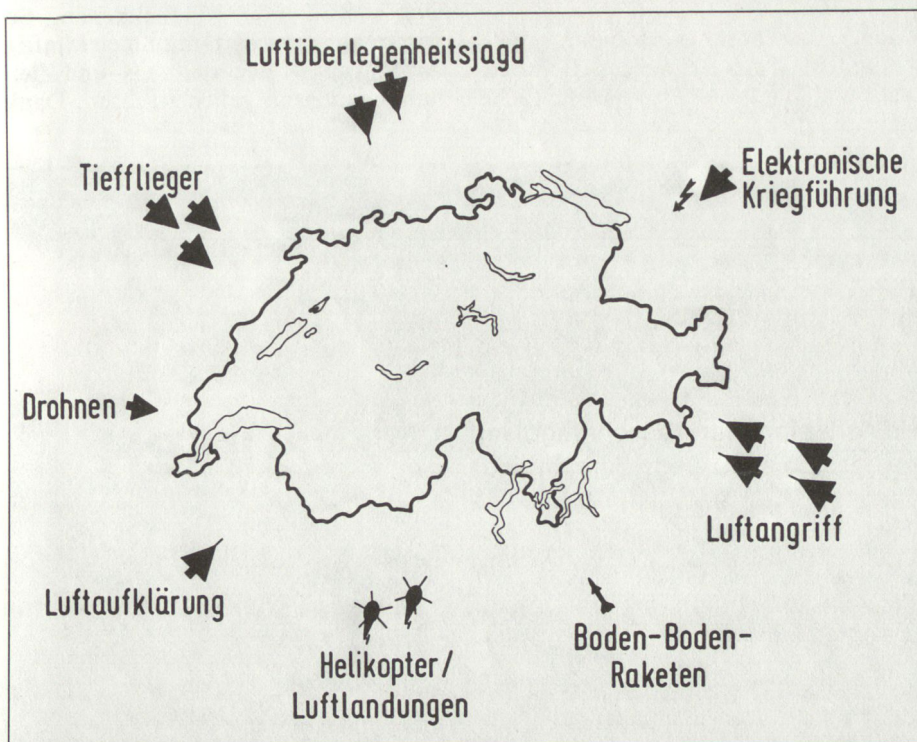 Luftüberlegenheitsjagd
Tiefflieger
Elektronische
Kriegführung
Drohnen
Luftangriff
Luftaufklärung
Helikopter/
Luftlandungen
Boden-Boden-
Raketen